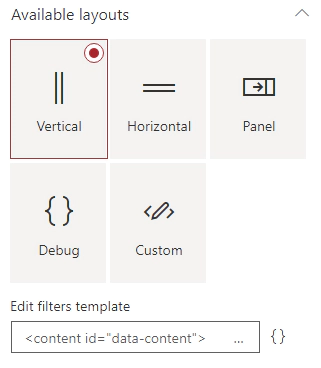 Available layouts
Vertical
Horizontal
Panel
{ }
Debug
Custom
Edit filters template
<content id="data-content"> ... {}